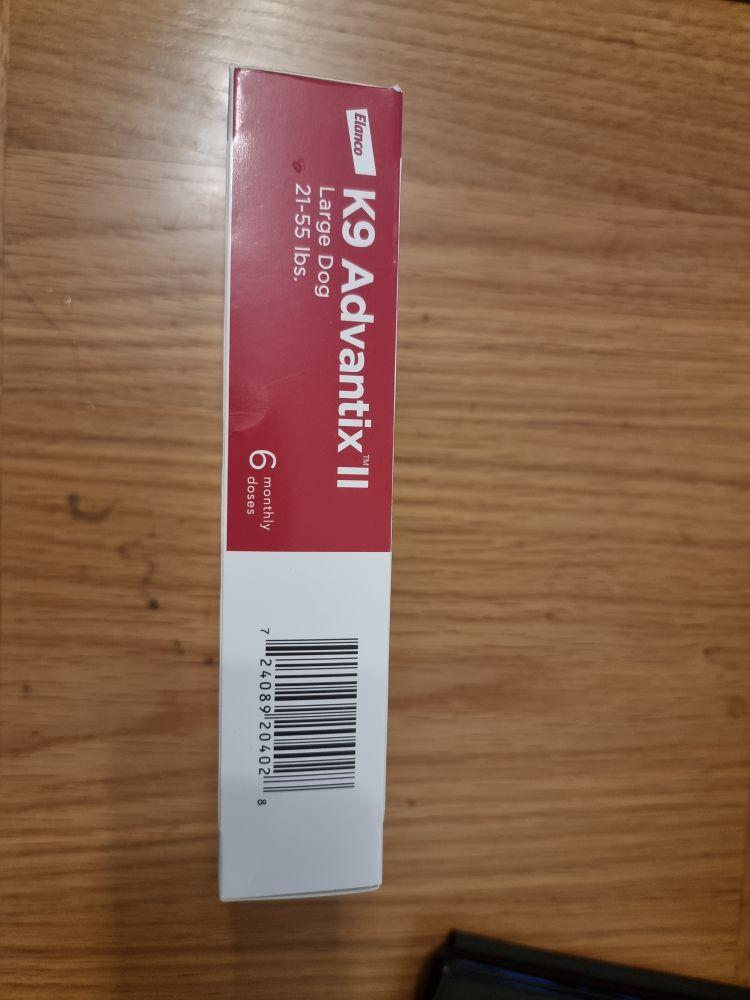 Elanco
K9 Advantix™ II
Large Dog
21-55 lbs.
6 monthly
doses
7 24089 20402 8